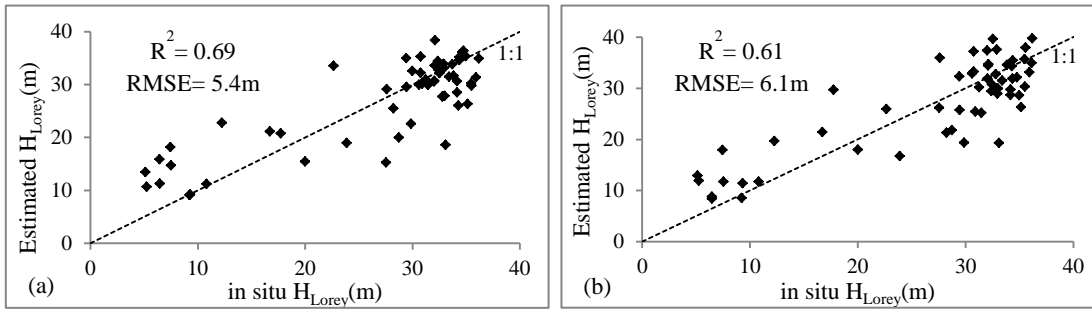 40
30
20
10
0
Estimated H_Lorey(m)
R² = 0.69
RMSE= 5.4m
1:1
0 10 20 30 40
(a) in situ H_Lorey(m)
40
30
20
10
0
Estimated H_Lorey(m)
R² = 0.61
RMSE= 6.1m
1:1
0 10 20 30 40
(b) in situ H_Lorey(m)